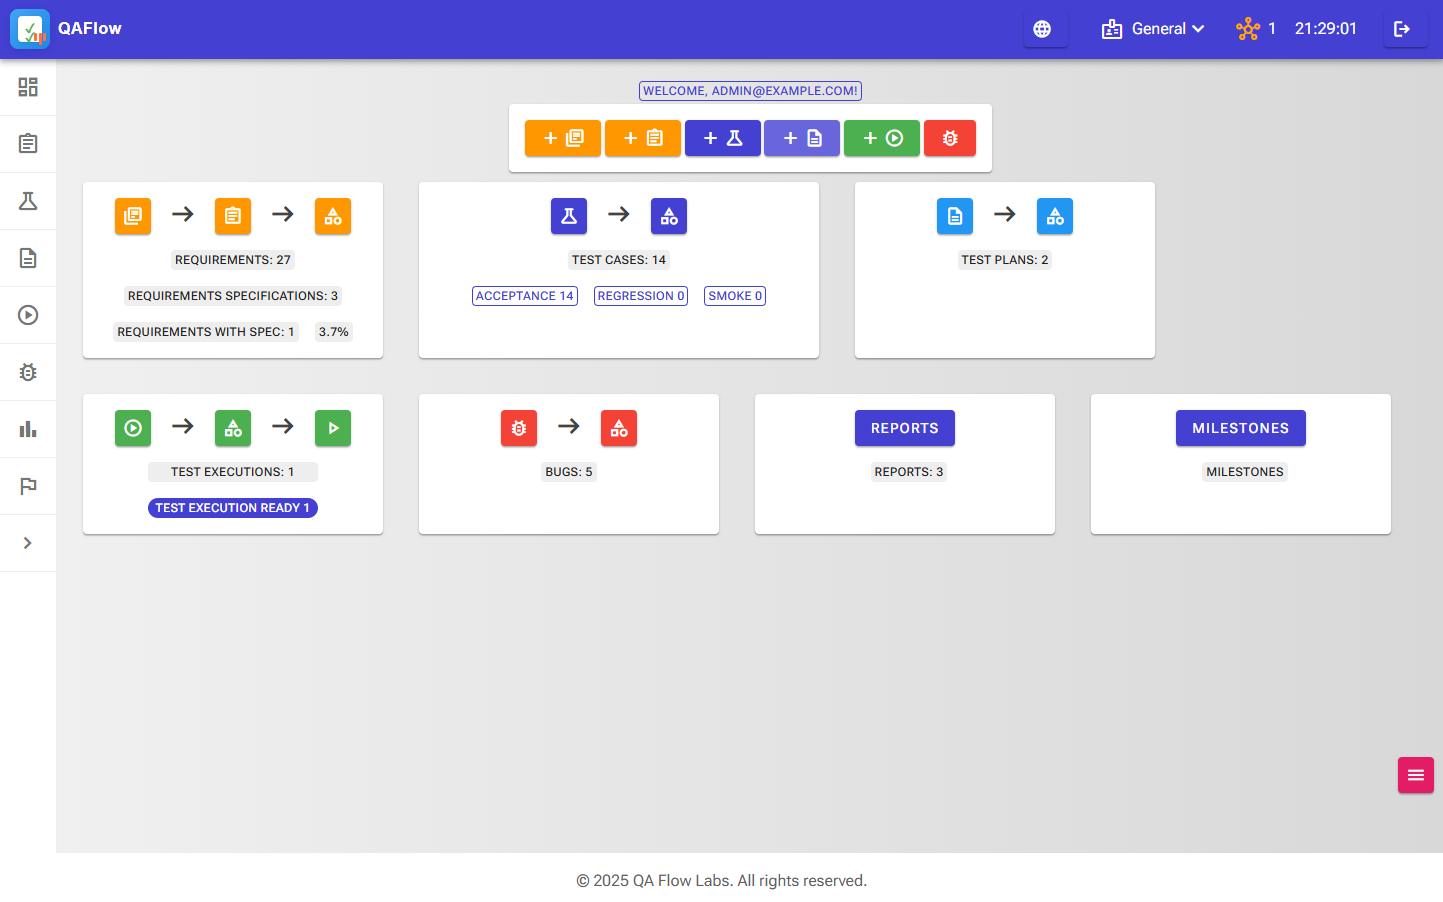 QAFlow
General
1
21:29:01
WELCOME, ADMIN@EXAMPLE.COM!
REQUIREMENTS: 27
REQUIREMENTS SPECIFICATIONS: 3
REQUIREMENTS WITH SPEC: 1 3.7%
TEST CASES: 14
ACCEPTANCE 14 REGRESSION 0 SMOKE 0
TEST PLANS: 2
TEST EXECUTIONS: 1
TEST EXECUTION READY 1
BUGS: 5
REPORTS
REPORTS: 3
MILESTONES
MILESTONES
© 2025 QA Flow Labs. All rights reserved.